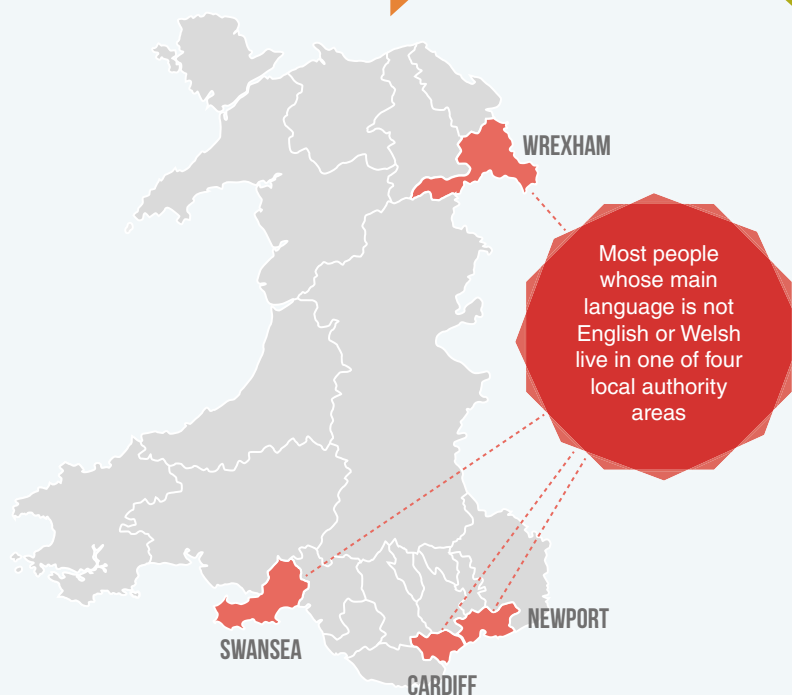 WREXHAM
Most people
whose main
language is not
English or Welsh
live in one of four
local authority
areas
NEWPORT
SWANSEA
CARDIFF